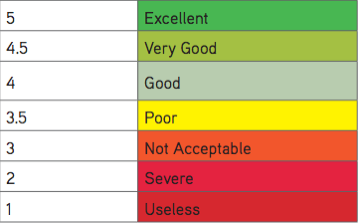 5 Excellent
4.5 Very Good
4 Good
3.5 Poor
3 Not Acceptable
2 Severe
1 Useless